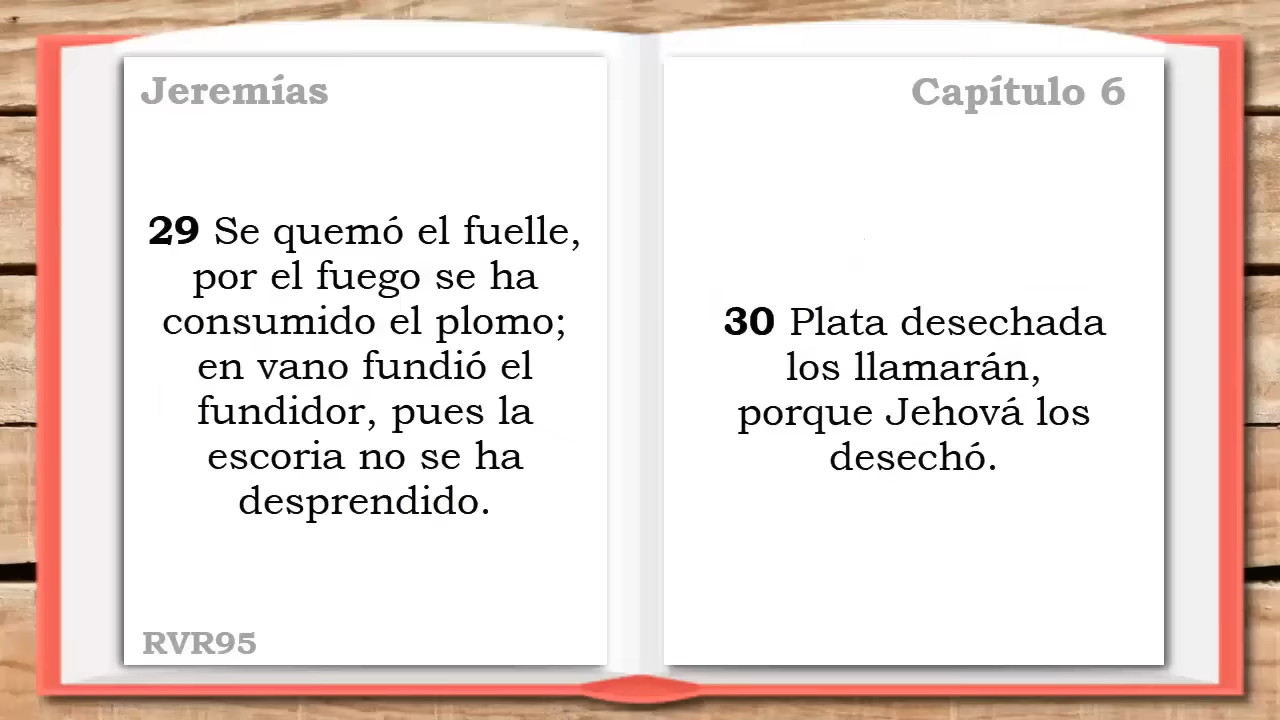 Jeremías
29 Se quemó el fuelle,
por el fuego se ha
consumido el plomo;
en vano fundió el
fundidor, pues la
escoria no se ha
desprendido.
RVR95
Capítulo 6
30 Plata desechada
los llamarán,
porque Jehová los
desechó.